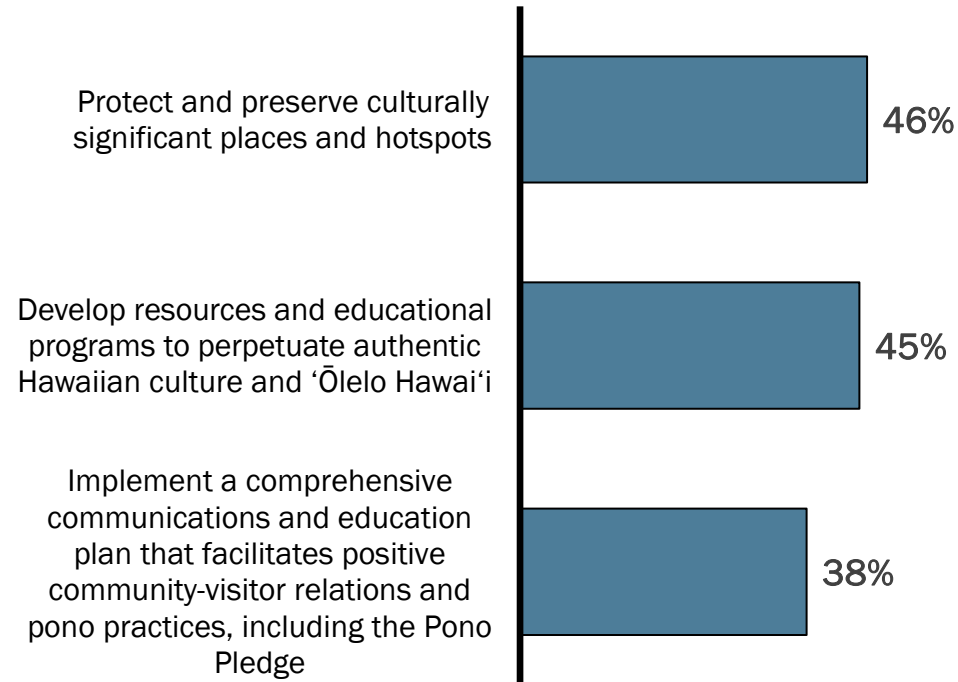 Protect and preserve culturally
significant places and hotspots
46%
Develop resources and educational
programs to perpetuate authentic
Hawaiian culture and ‘Ōlelo Hawai‘i
45%
Implement a comprehensive
communications and education
plan that facilitates positive
community-visitor relations and
pono practices, including the Pono
Pledge
38%